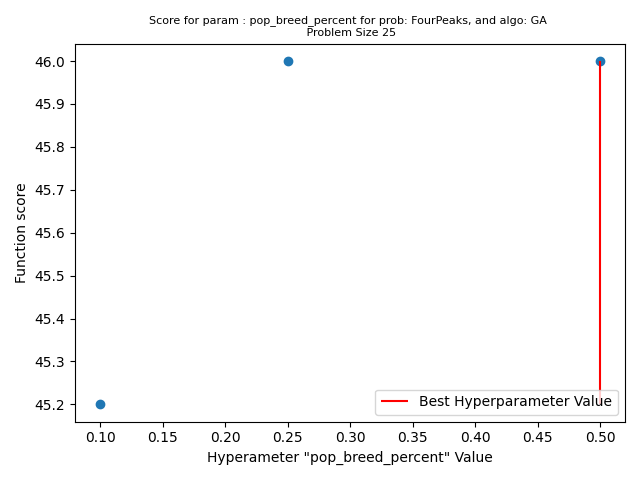 Score for param : pop_breed_percent for prob: FourPeaks, and algo: GA
Problem Size 25
46.0
45.9
45.8
45.7
45.6
45.5
45.4
45.3
45.2
Function score
Best Hyperparameter Value
0.10 0.15 0.20 0.25 0.30 0.35 0.40 0.45 0.50
Hyperameter "pop_breed_percent" Value